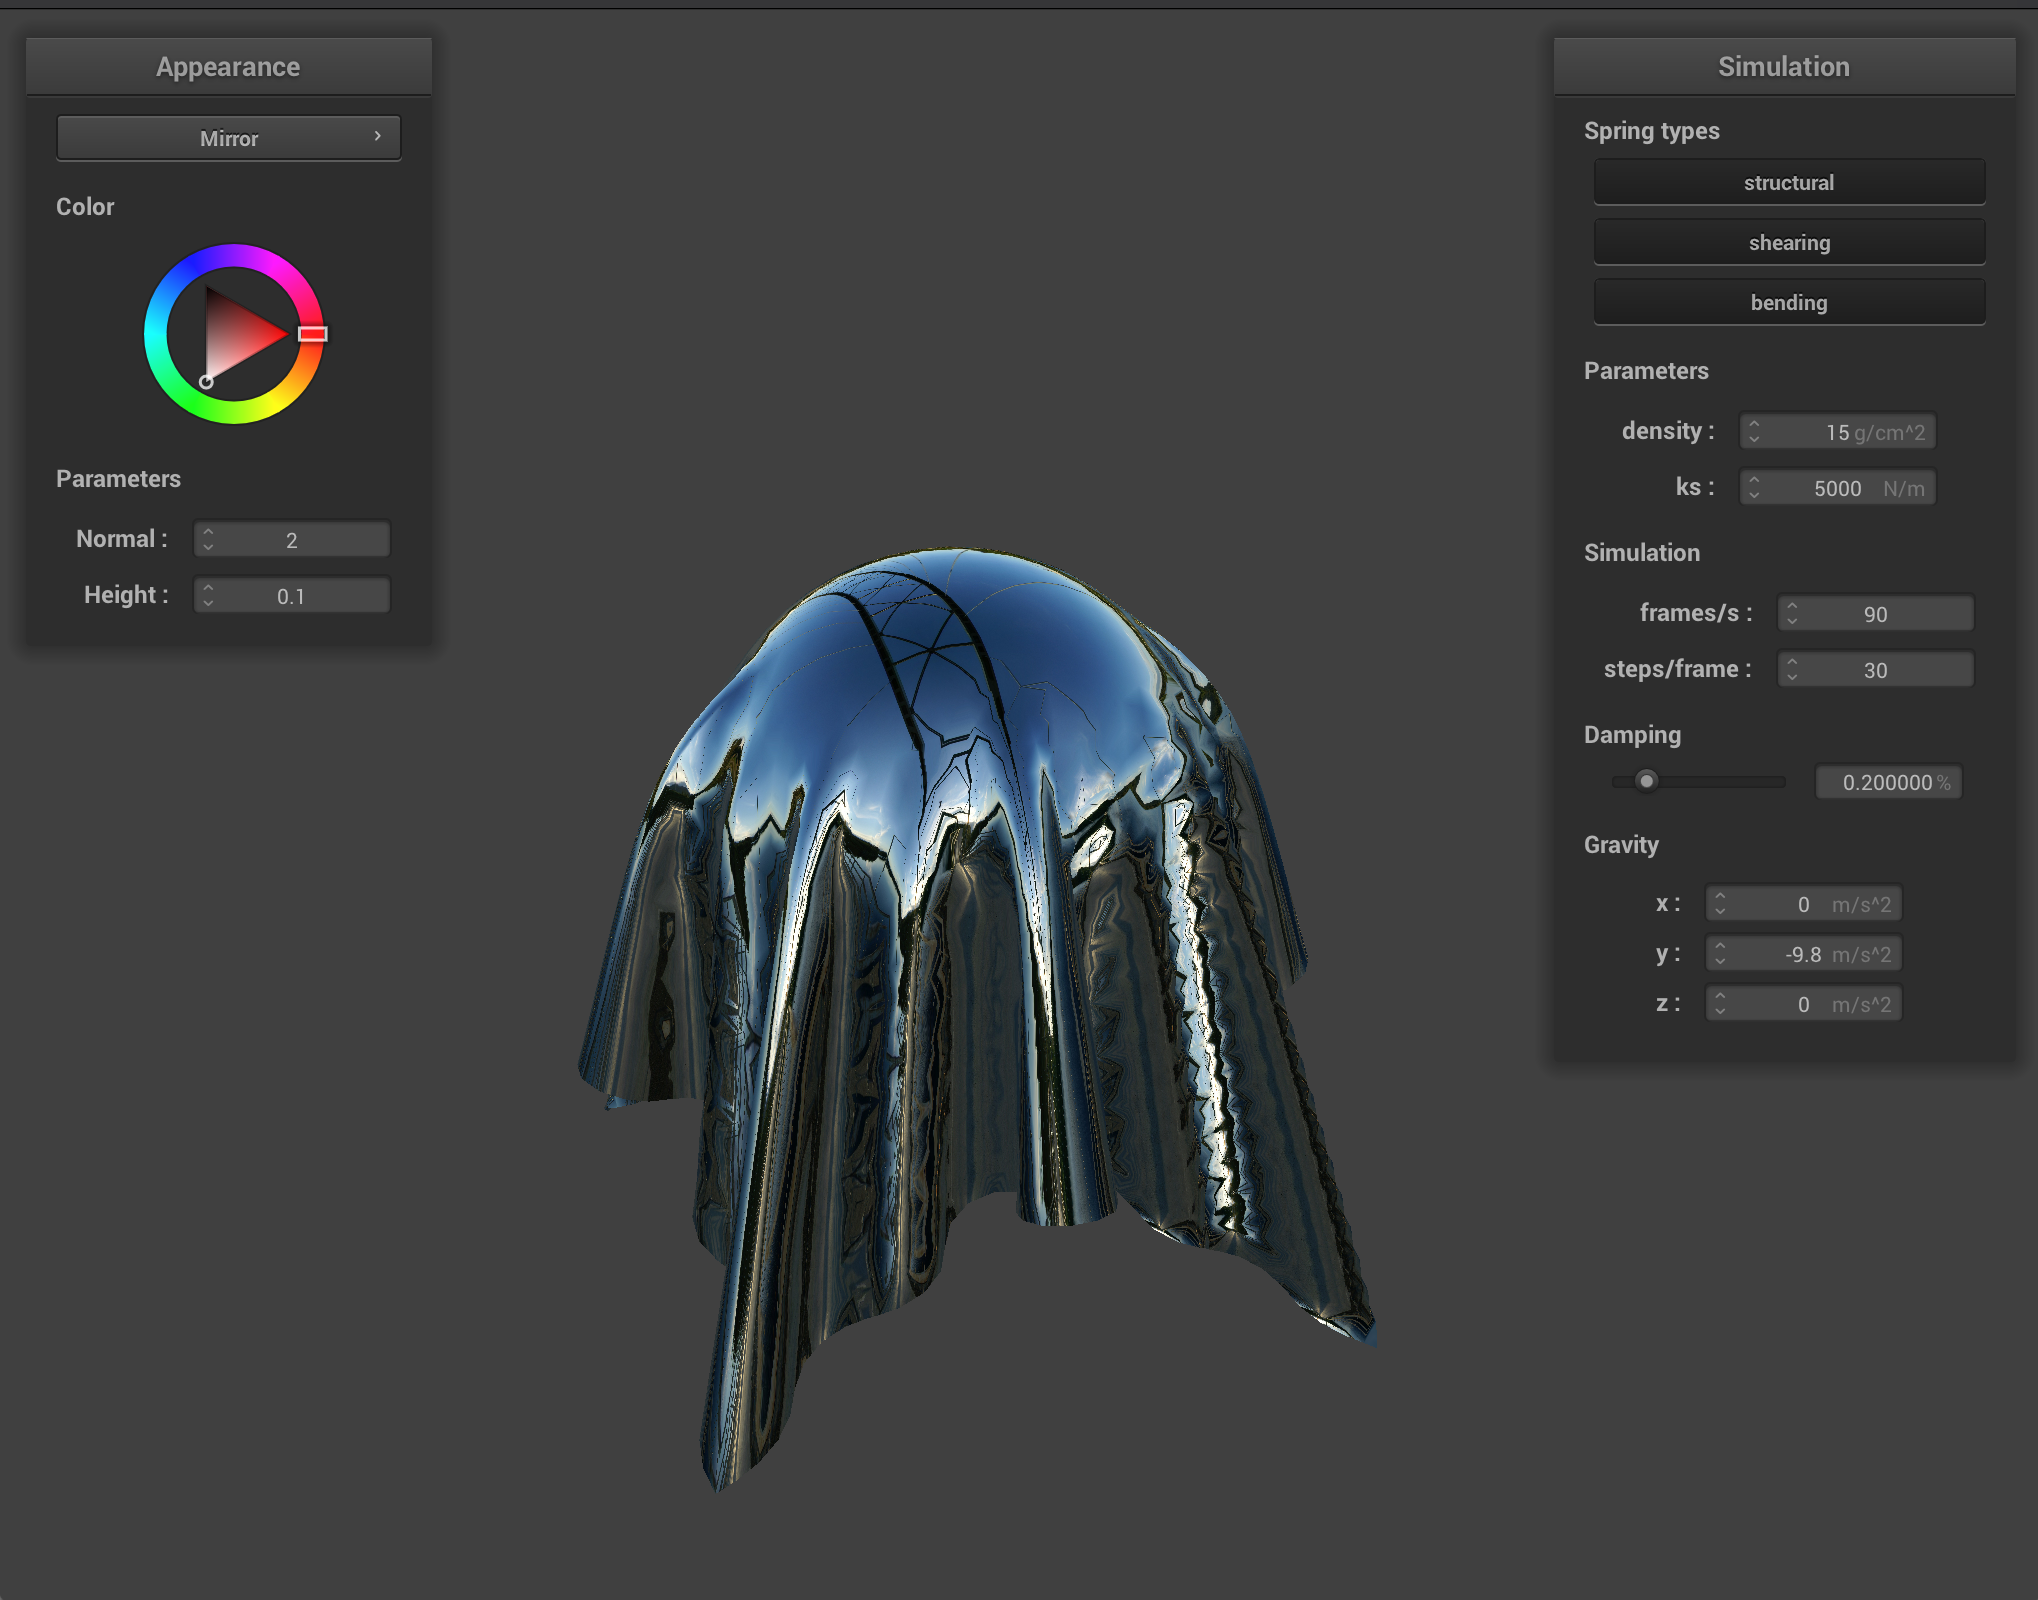 Appearance
Mirror
Color
Parameters
Normal : 2
Height : 0.1
Simulation
Spring types
structural
shearing
bending
Parameters
density : 15 g/cm^2
ks : 5000 N/m
Simulation
frames/s : 90
steps/frame : 30
Damping
0.200000 %
Gravity
x : 0 m/s^2
y : -9.8 m/s^2
z : 0 m/s^2